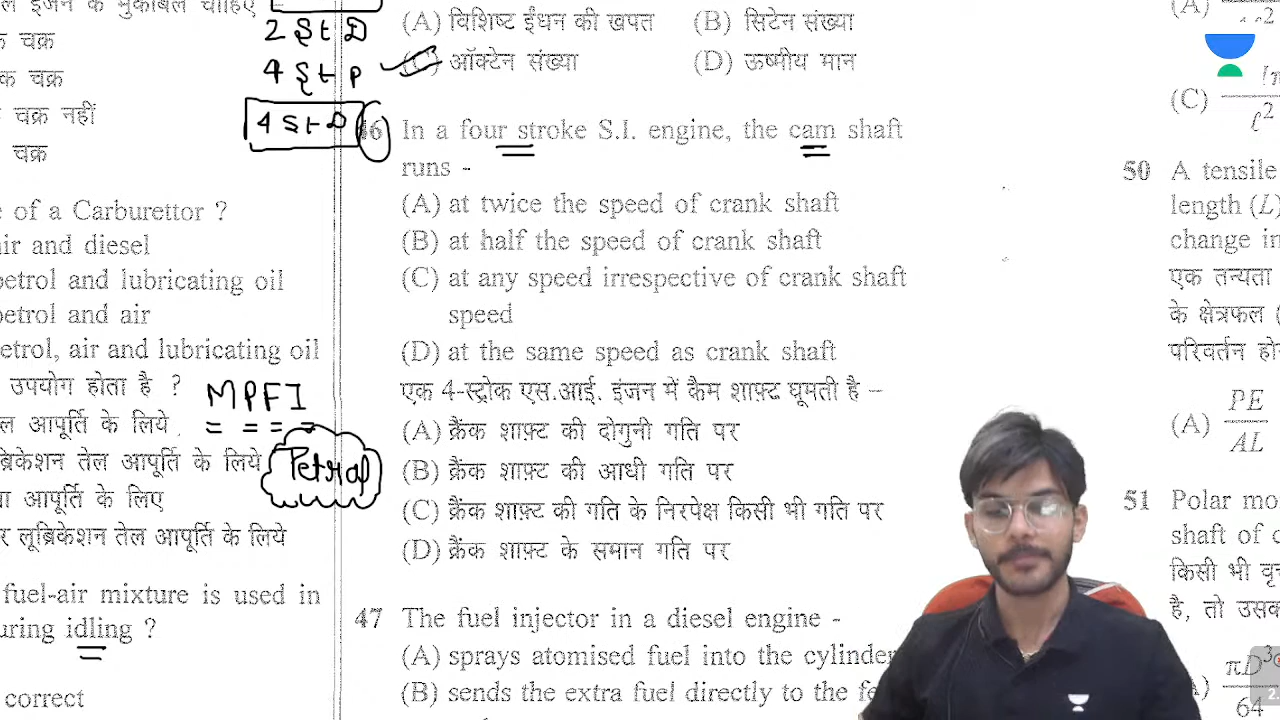 ल इंजन के मुकाबले चाहिए
क चक्र
क चक्र
चक्र नहीं
चक्र
e of a Carburettor ?
air and diesel
petrol and lubricating oil
petrol and air
etrol, air and lubricating oil
उपयोग होता है ?
ल आपूर्ति के लिये
ब्रिकेशन तेल आपूर्ति के लिये
आपूर्ति के लिए
र लूब्रिकेशन तेल आपूर्ति के लिये
fuel-air mixture is used in
uring idling ?
correct
2 St D
4 St P
4 St D
MPFI
Petrol
(A) विशिष्ट ईंधन की खपत (B) सिटेन संख्या
(C) ऑक्टेन संख्या (D) ऊष्मीय मान
46 In a four stroke S.I. engine, the cam shaft
runs -
(A) at twice the speed of crank shaft
(B) at half the speed of crank shaft
(C) at any speed irrespective of crank shaft
speed
(D) at the same speed as crank shaft
एक 4-स्ट्रोक एस.आई. इंजन में कैम शाफ़्ट घूमती है –
(A) क्रैंक शाफ़्ट की दोगुनी गति पर
(B) क्रैंक शाफ़्ट की आधी गति पर
(C) क्रैंक शाफ़्ट की गति के निरपेक्ष किसी भी गति पर
(D) क्रैंक शाफ़्ट के समान गति पर
47 The fuel injector in a diesel engine -
(A) sprays atomised fuel into the cylinder
(B) sends the extra fuel directly to the fe
(A)
(C) ℓ²
50 A tensile
length (L)
change in
एक तन्यता
के क्षेत्रफल (
परिवर्तन हो
(A) PE
AL
51 Polar mo
shaft of c
किसी भी वृ
है, तो उसक
πD³
64